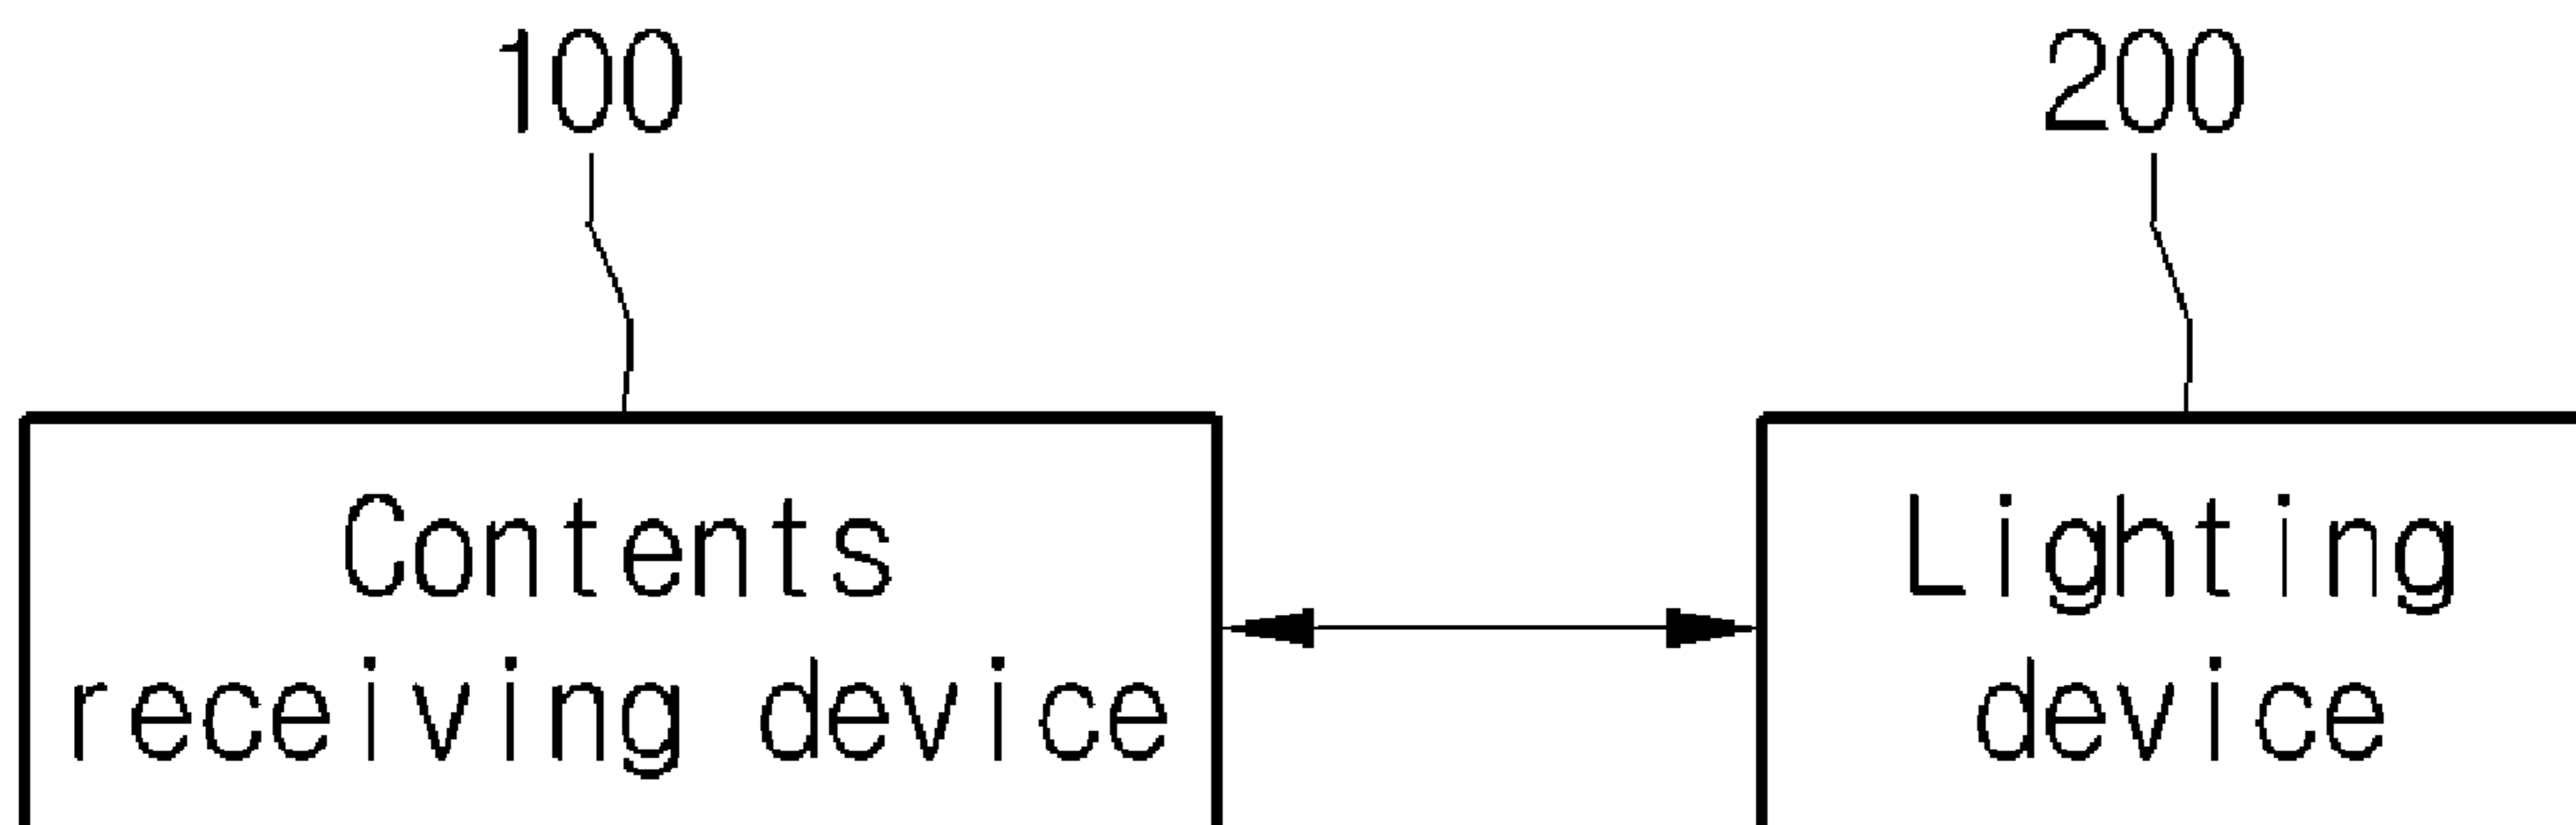 100 200
Contents
receiving device
Lighting
device